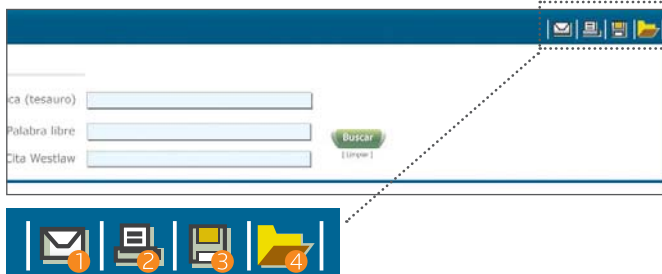 ca (tesauro)
Palabra libre
Buscar
[Limpiar]
Cita Westlaw
1 2 3 4